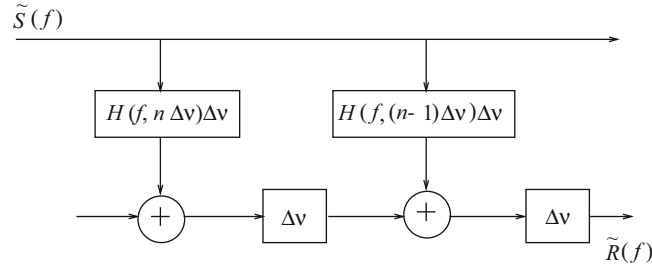 S̃(f)
H(f, n Δν)Δν
H(f,(n- 1)Δν)Δν
+
Δν
+
Δν
R̃(f)